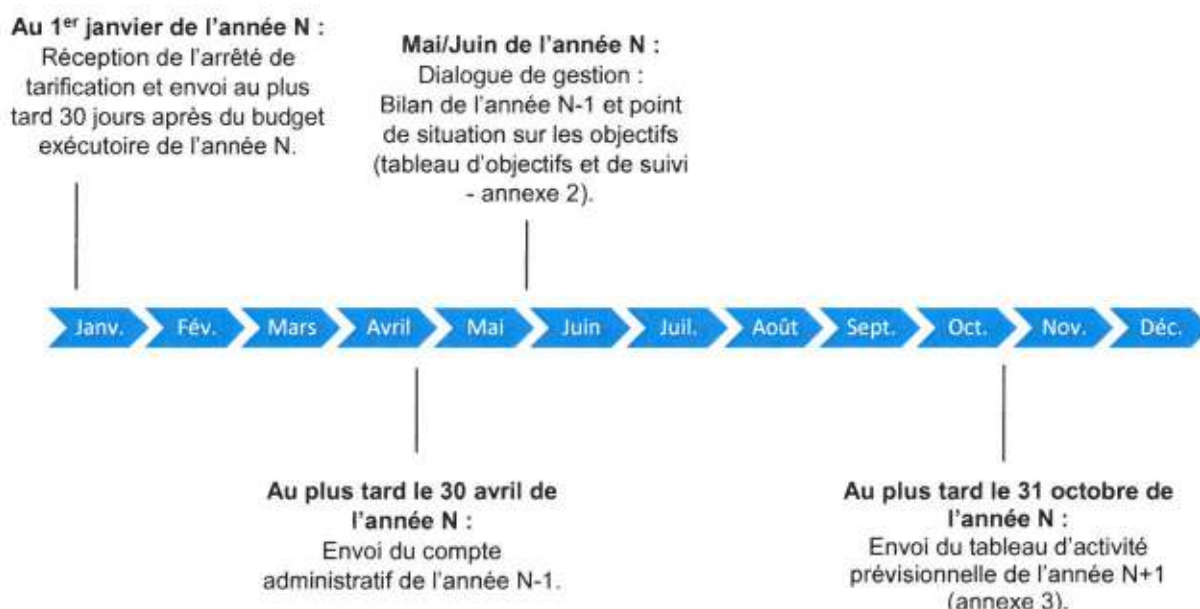 Au 1er janvier de l'année N :
Réception de l'arrêté de
tarification et envoi au plus
tard 30 jours après du budget
exécutoire de l'année N.
Mai/Juin de l'année N :
Dialogue de gestion :
Bilan de l'année N-1 et point
de situation sur les objectifs
(tableau d'objectifs et de suivi
- annexe 2).
Janv. Fév. Mars Avril Mai Juin Juil. Août Sept. Oct. Nov. Déc.
Au plus tard le 30 avril de
l'année N :
Envoi du compte
administratif de l'année N-1.
Au plus tard le 31 octobre de
l'année N :
Envoi du tableau d'activité
prévisionnelle de l'année N+1
(annexe 3).